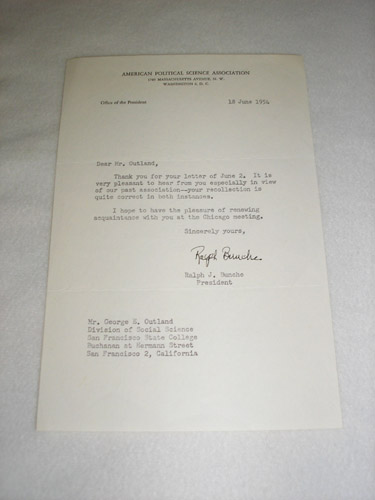 AMERICAN POLITICAL SCIENCE ASSOCIATION
1785 MASSACHUSETTS AVENUE, N. W.
WASHINGTON 6, D. C.
Office of the President
18 June 1954
Dear Mr. Outland,
Thank you for your letter of June 2. It is
very pleasant to hear from you especially in view
of our past association--your recollection is
quite correct in both instances.
I hope to have the pleasure of renewing
acquaintance with you at the Chicago meeting.
Sincerely yours,
Ralph Bunche
Ralph J. Bunche
President
Mr. George E. Outland
Division of Social Science
San Francisco State College
Buchanan at Hermann Street
San Francisco 2, California